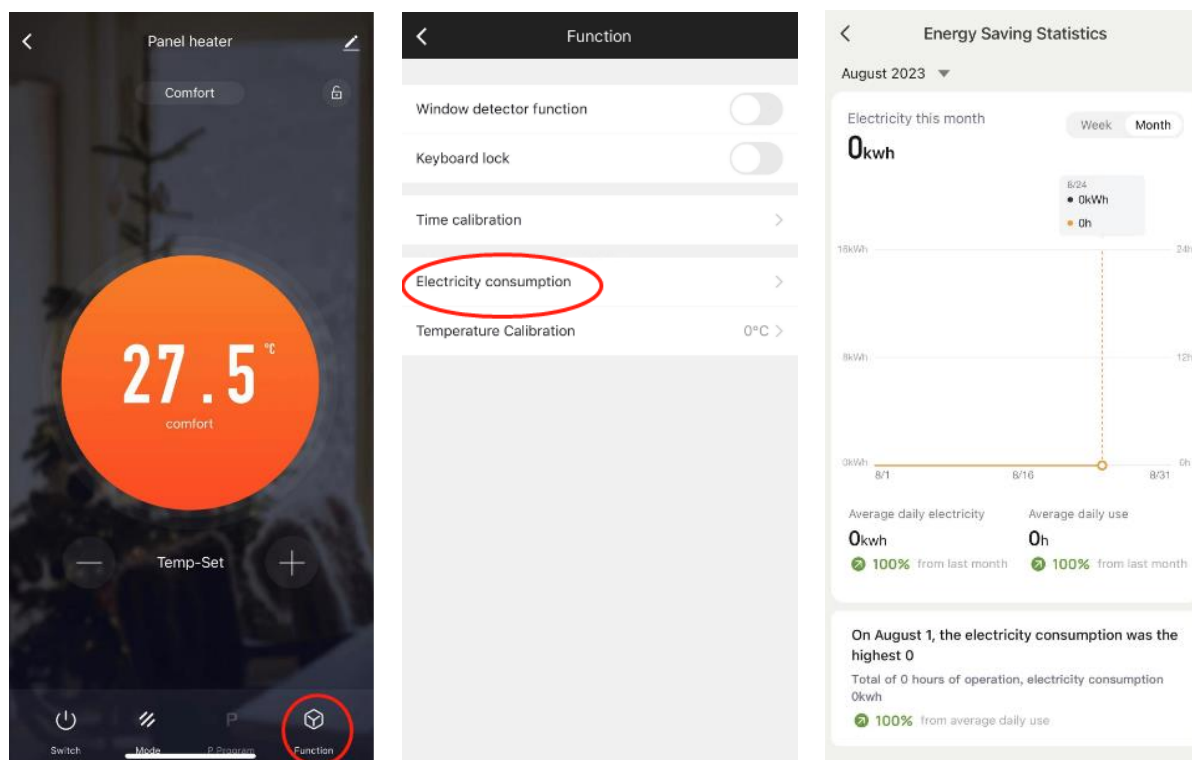 Panel heater
Comfort
27.5 °C
comfort
Temp-Set
Switch
Mode
P
P.Program
Function
Function
Window detector function
Keyboard lock
Time calibration
Electricity consumption
Temperature Calibration 0°C
Energy Saving Statistics
August 2023
Electricity this month
Week Month
0kwh
8/24
0kWh
0h
16kWh 24h
8kWh 12h
0kWh 0h
8/1 8/16 8/31
Average daily electricity Average daily use
0kwh 0h
100% from last month 100% from last month
On August 1, the electricity consumption was the
highest 0
Total of 0 hours of operation, electricity consumption
0kwh
100% from average daily use